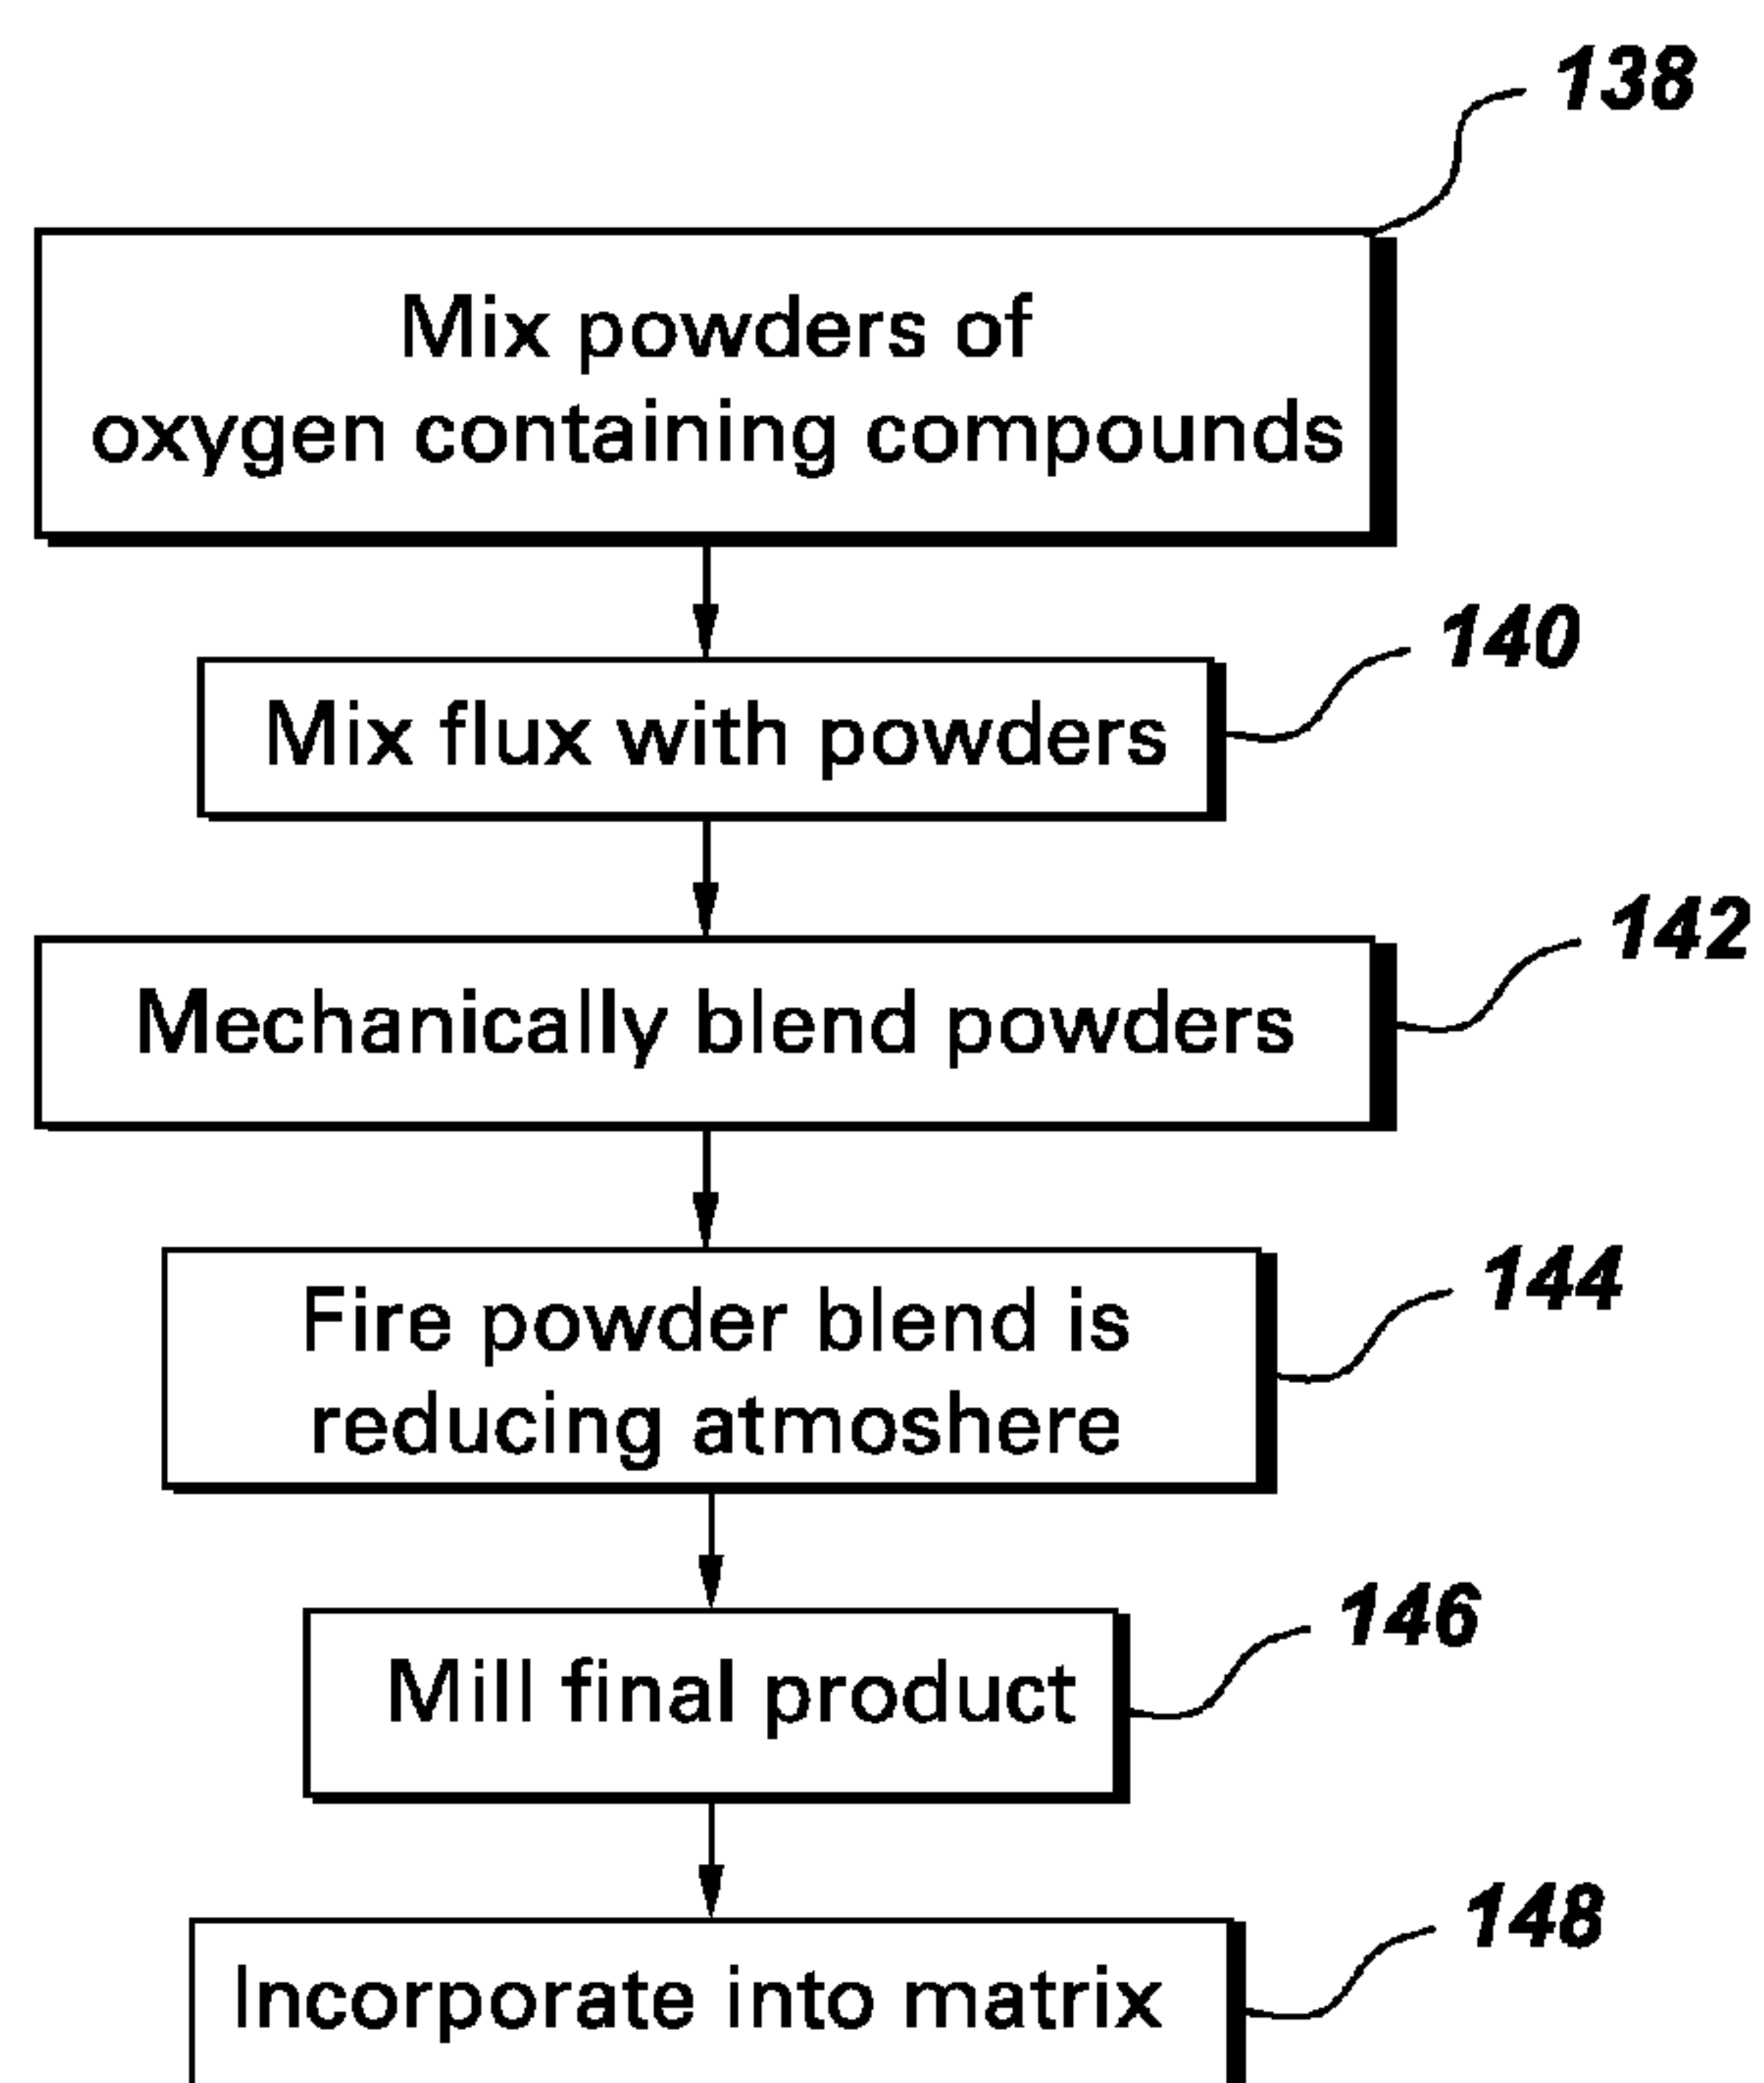 138
Mix powders of
oxygen containing compounds
140
Mix flux with powders
142
Mechanically blend powders
144
Fire powder blend is
reducing atmoshere
146
Mill final product
148
Incorporate into matrix